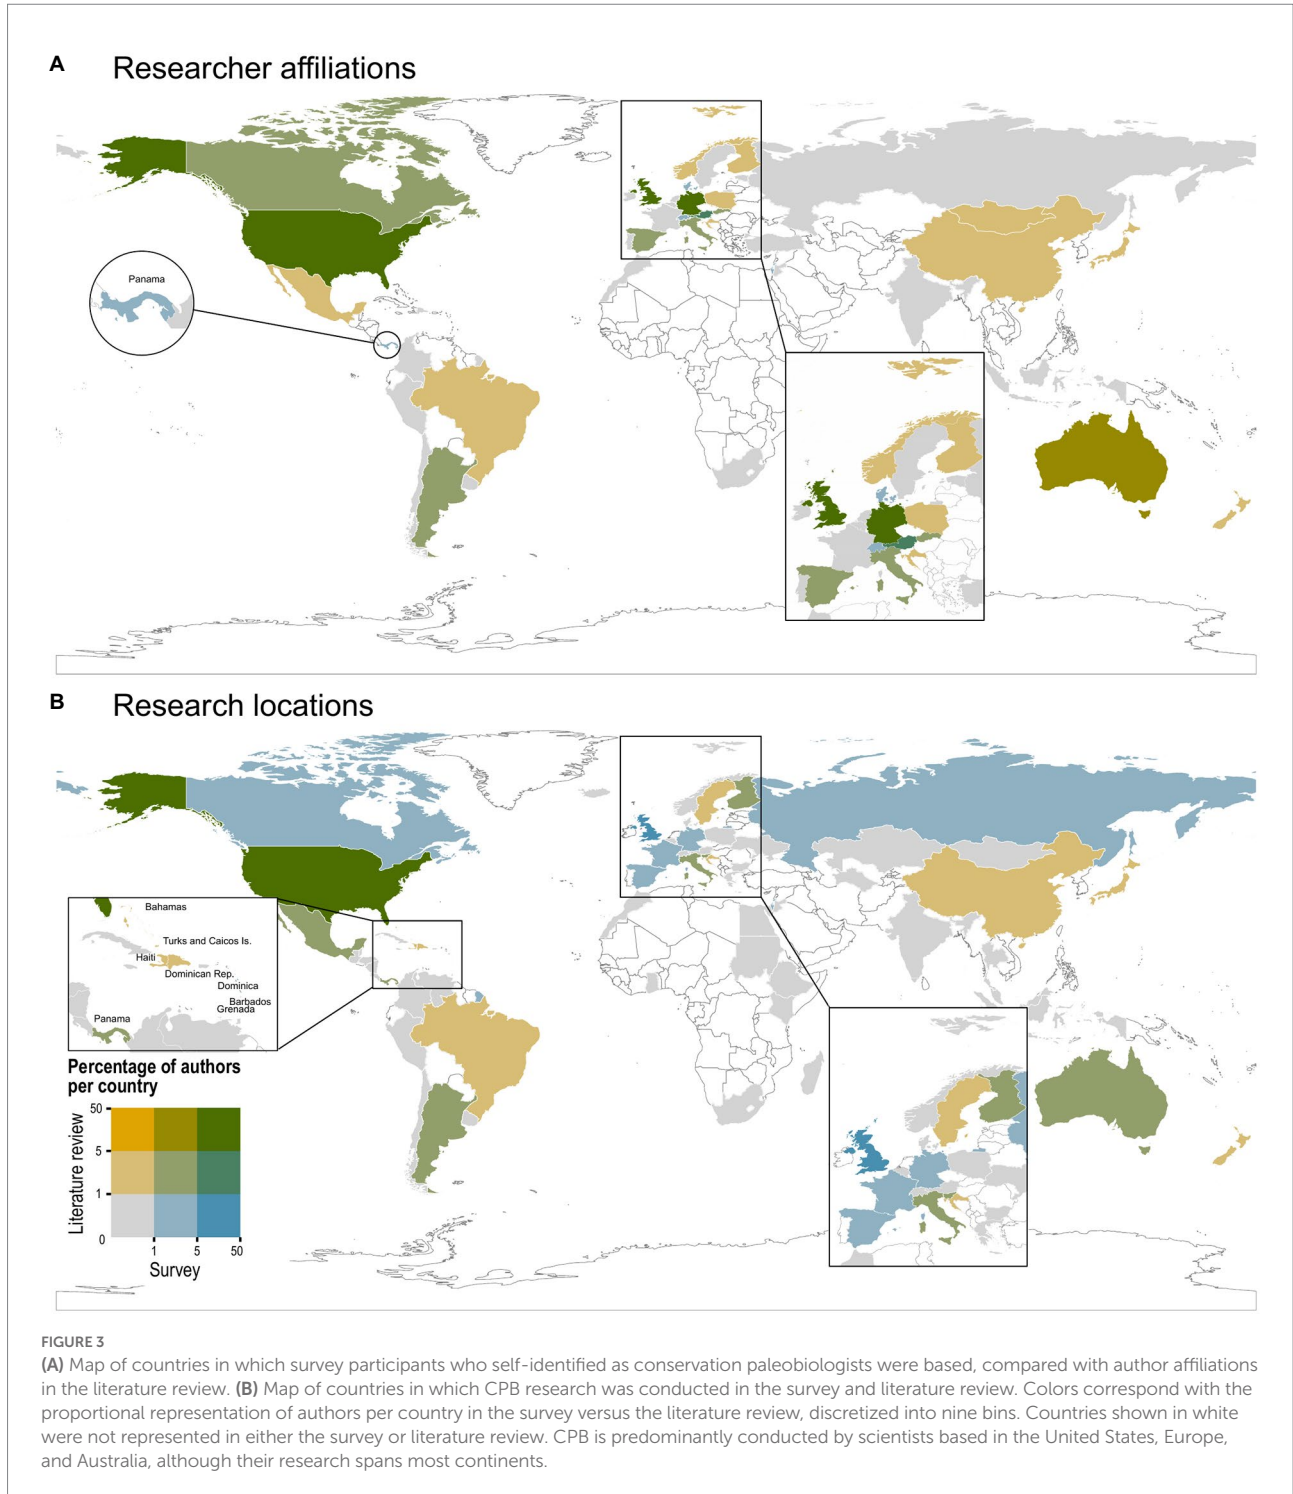 A Researcher affiliations
Panama
B Research locations
Bahamas
Turks and Caicos Is.
Haiti
Dominican Rep.
Dominica
Barbados
Grenada
Panama
Percentage of authors
per country
Literature review
50
5
1
0
1 5 50
Survey
FIGURE 3
(A) Map of countries in which survey participants who self-identified as conservation paleobiologists were based, compared with author affiliations
in the literature review. (B) Map of countries in which CPB research was conducted in the survey and literature review. Colors correspond with the
proportional representation of authors per country in the survey versus the literature review, discretized into nine bins. Countries shown in white
were not represented in either the survey or literature review. CPB is predominantly conducted by scientists based in the United States, Europe,
and Australia, although their research spans most continents.